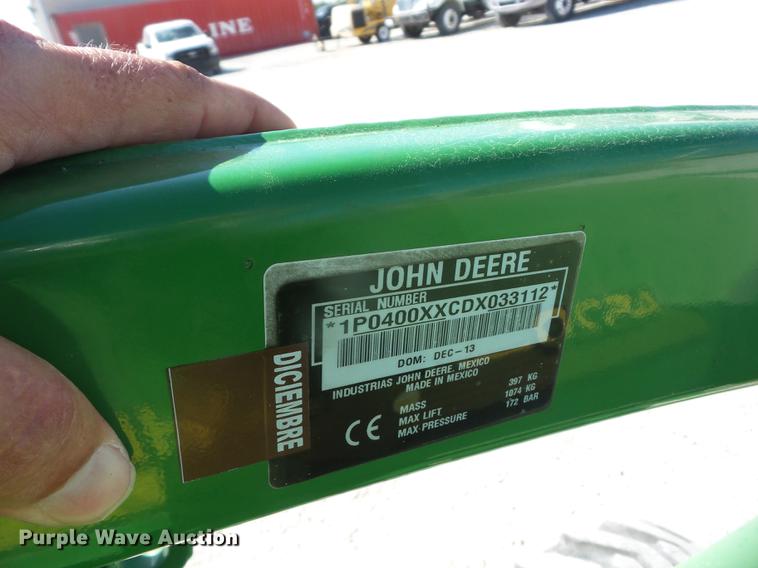 LINE
JOHN DEERE
SERIAL NUMBER
*1P0400XXCDX033112*
DOM: DEC-13
INDUSTRIAS JOHN DEERE, MEXICO
MADE IN MEXICO
MASS 397 KG
MAX LIFT 1074 KG
MAX PRESSURE 172 BAR
CE
DICIEMBRE
Purple Wave Auction